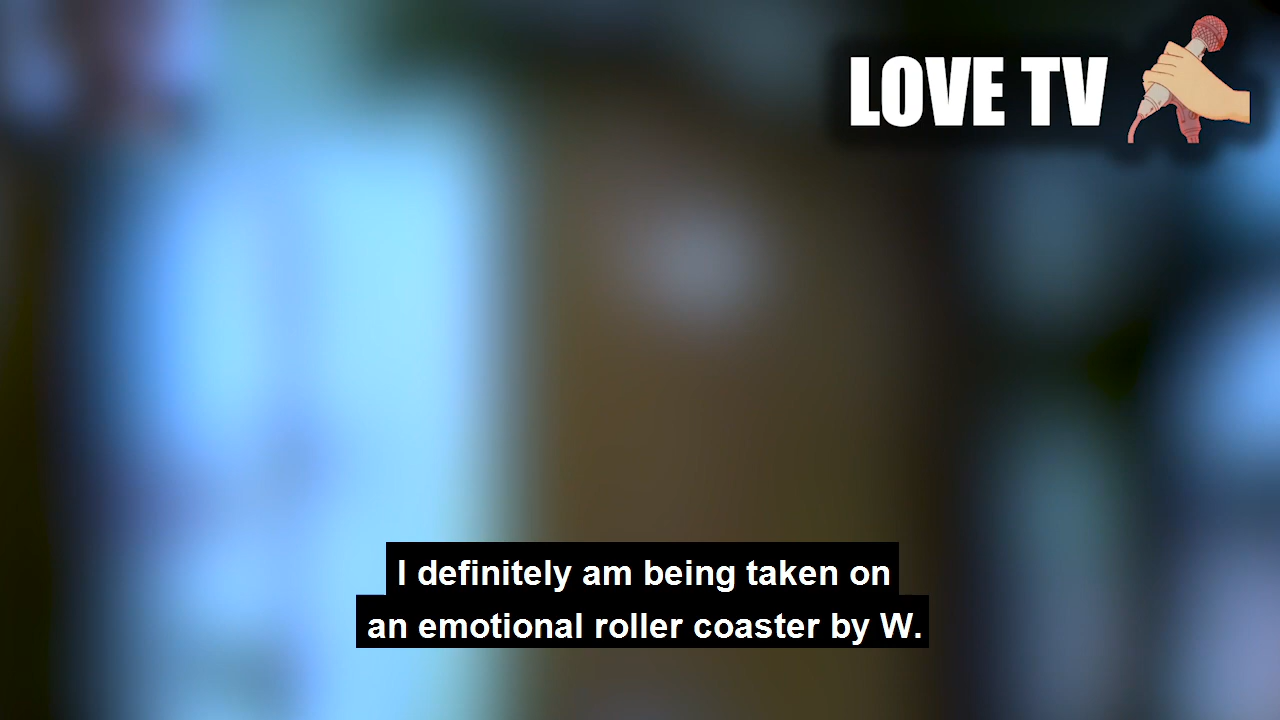 LOVE TV
I definitely am being taken on
an emotional roller coaster by W.